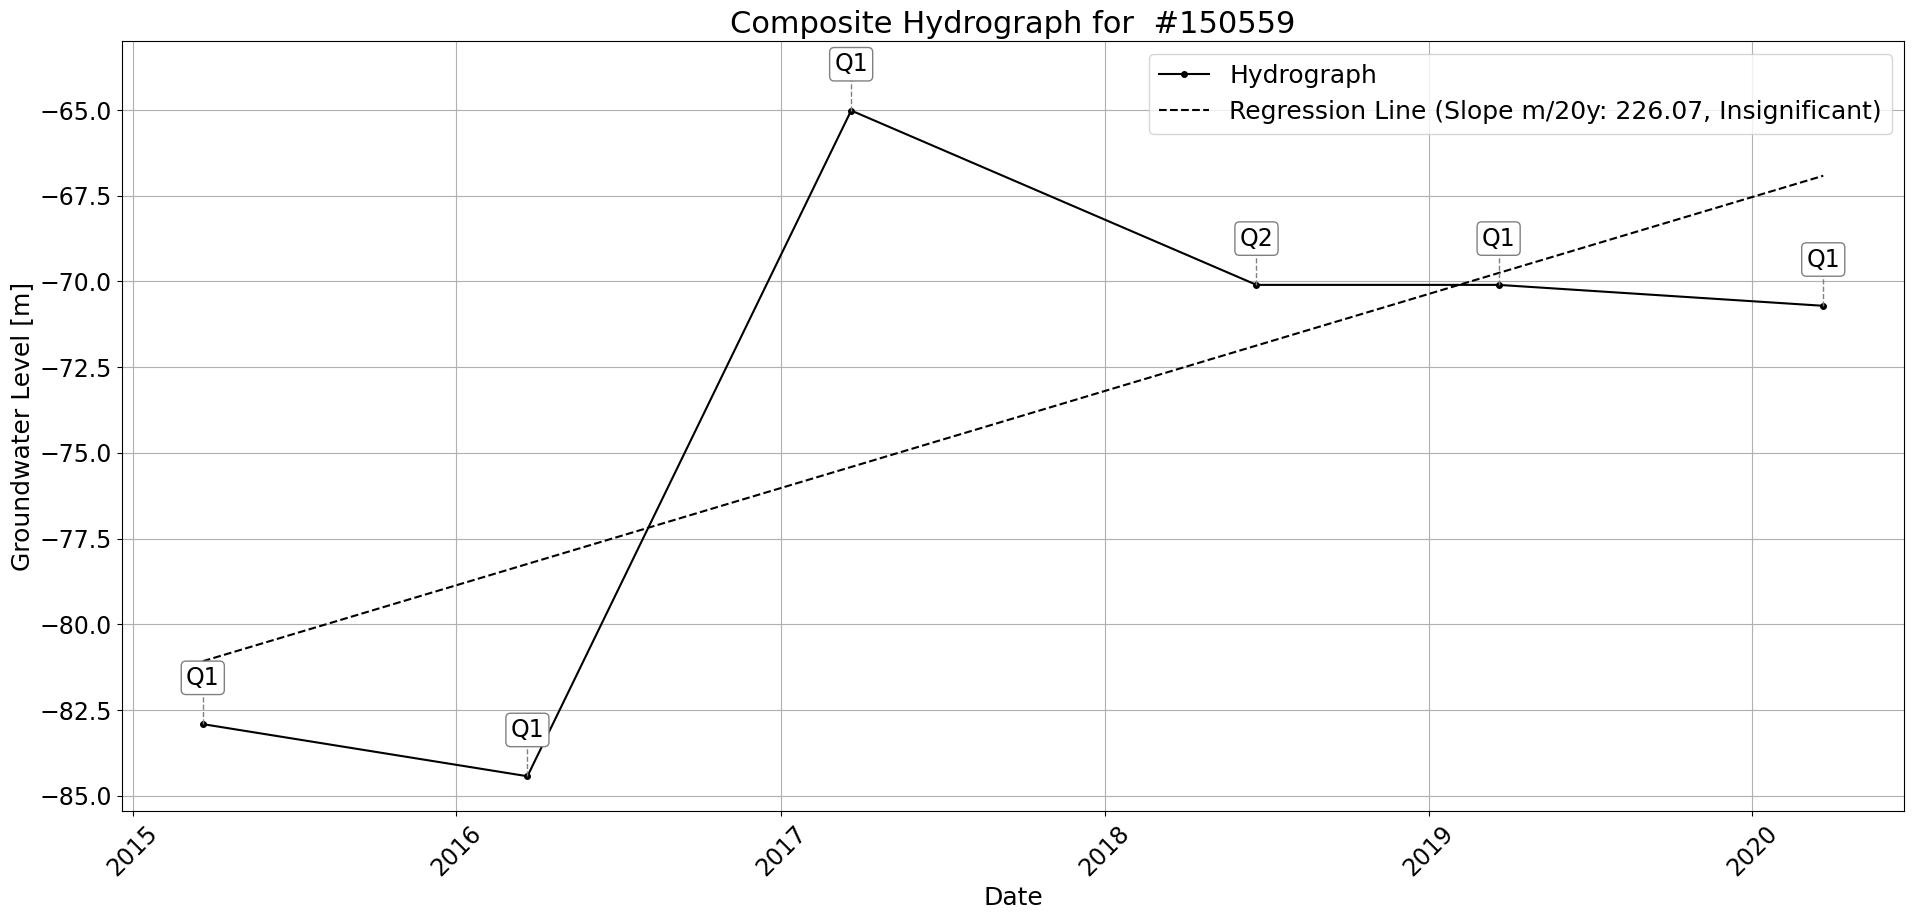 Composite Hydrograph for  #150559
Hydrograph
Regression Line (Slope m/20y: 226.07, Insignificant)
Q1
Q1
Q1
Q2
Q1
Q1
Groundwater Level [m]
−65.0
−67.5
−70.0
−72.5
−75.0
−77.5
−80.0
−82.5
−85.0
2015
2016
2017
2018
2019
2020
Date